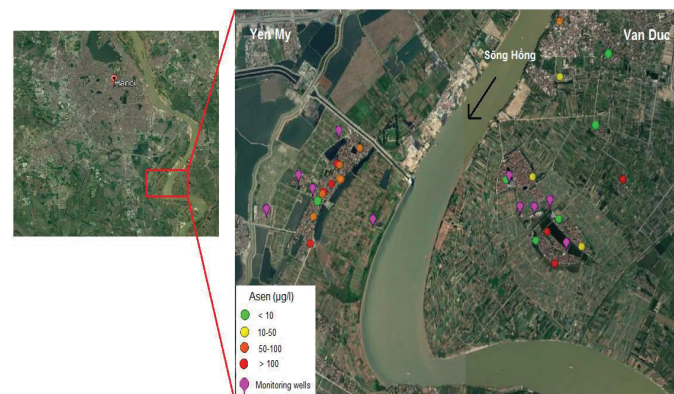 Hanoi
Yen My
Van Duc
Sông Hồng
Asen (µg/l)
< 10
10-50
50-100
> 100
Monitoring wells